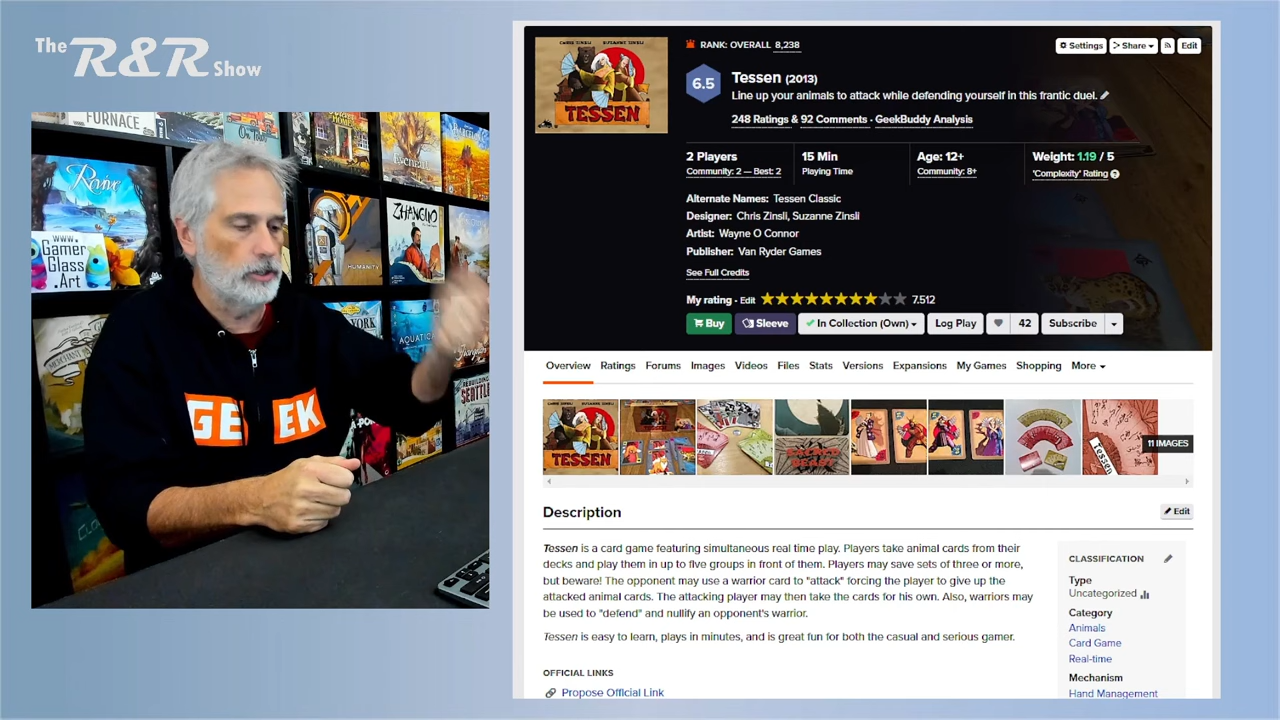 The R&R Show
FURNACE
Revive
www.
Gamer
Glass
.Art
Evenant
ZHANGUO
HUMANITY
AQUATICA
REBUILDING
SEATTLE
GEEK
TESSEN
RANK: OVERALL 8,238
Settings
Share
Edit
6.5
Tessen (2013)
Line up your animals to attack while defending yourself in this frantic duel.
248 Ratings & 92 Comments · GeekBuddy Analysis
2 Players
Community: 2 — Best: 2
15 Min
Playing Time
Age: 12+
Community: 8+
Weight: 1.19 / 5
'Complexity' Rating
Alternate Names: Tessen Classic
Designer: Chris Zinsli, Suzanne Zinsli
Artist: Wayne O Connor
Publisher: Van Ryder Games
See Full Credits
My rating · Edit 7.512
Buy
Sleeve
In Collection (Own)
Log Play
42
Subscribe
Overview Ratings Forums Images Videos Files Stats Versions Expansions My Games Shopping More
TESSEN
SACRED
BEAST
Tessen
11 IMAGES
Description
Edit
Tessen is a card game featuring simultaneous real time play. Players take animal cards from their
decks and play them in up to five groups in front of them. Players may save sets of three or more,
but beware! The opponent may use a warrior card to "attack" forcing the player to give up the
attacked animal cards. The attacking player may then take the cards for his own. Also, warriors may
be used to "defend" and nullify an opponent's warrior.
Tessen is easy to learn, plays in minutes, and is great fun for both the casual and serious gamer.
OFFICIAL LINKS
Propose Official Link
CLASSIFICATION
Type
Uncategorized
Category
Animals
Card Game
Real-time
Mechanism
Hand Management